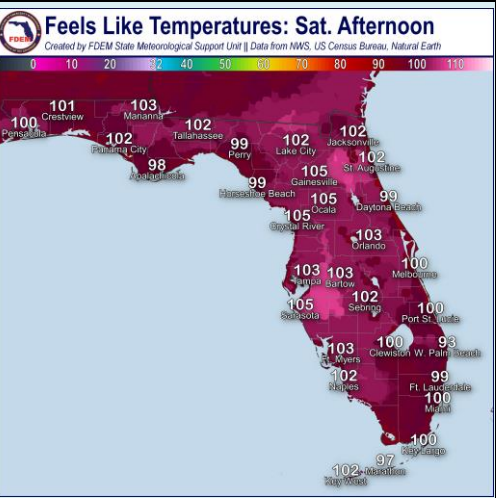 FDEM
Feels Like Temperatures: Sat. Afternoon
Created by FDEM State Meteorological Support Unit || Data from NWS, US Census Bureau, Natural Earth
0 10 20 32 40 50 60 70 80 90 100 110
101
Crestview
103
Marianna
100
Pensacola
102
Tallahassee
102
Panama City
98
Apalachicola
99
Perry
102
Lake City
102
Jacksonville
102
St. Augustine
105
Gainesville
99
Horseshoe Beach
105
Ocala
99
Daytona Beach
105
Crystal River
103
Orlando
103
Tampa
103
Bartow
100
Melbourne
105
Sarasota
102
Sebring
100
Port St. Lucie
103
Myers
100
Clewiston
93
W. Palm Beach
102
Naples
99
Ft. Lauderdale
100
Miami
100
Key Largo
97
Marathon
102
Key West